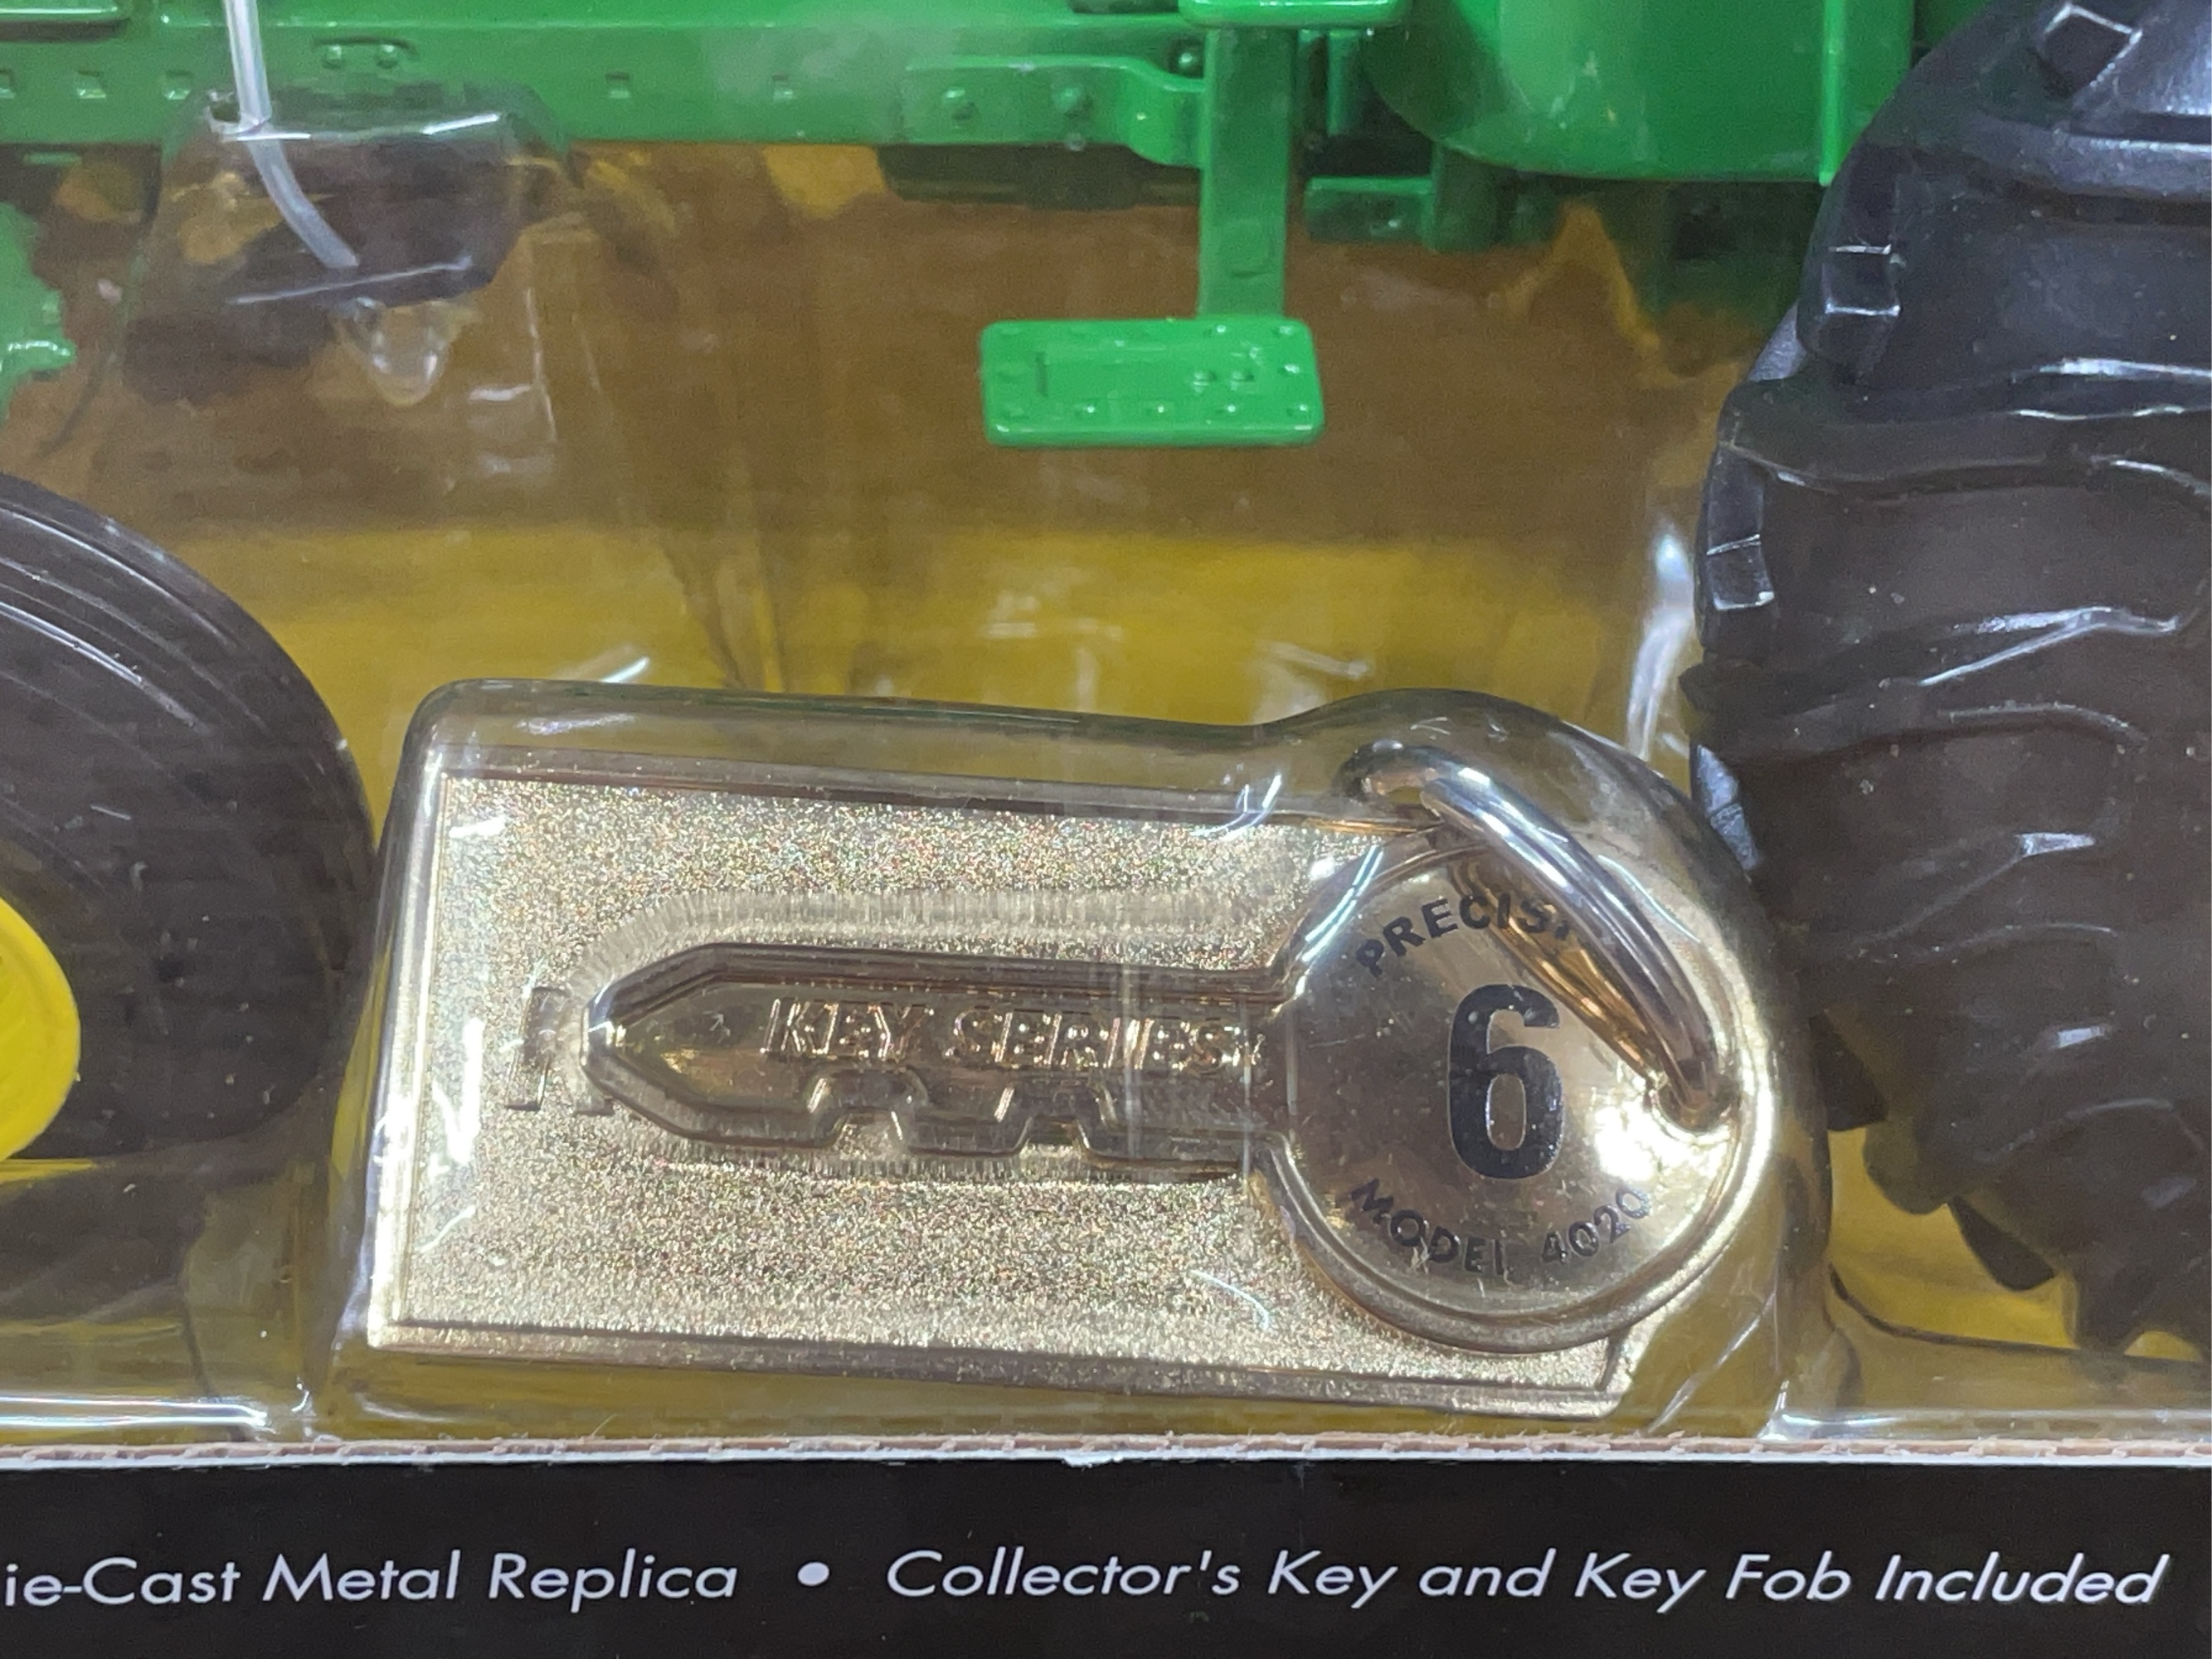 PRECIS
KEY SERIES
6
MODEL 4020
ie-Cast Metal Replica • Collector's Key and Key Fob Included